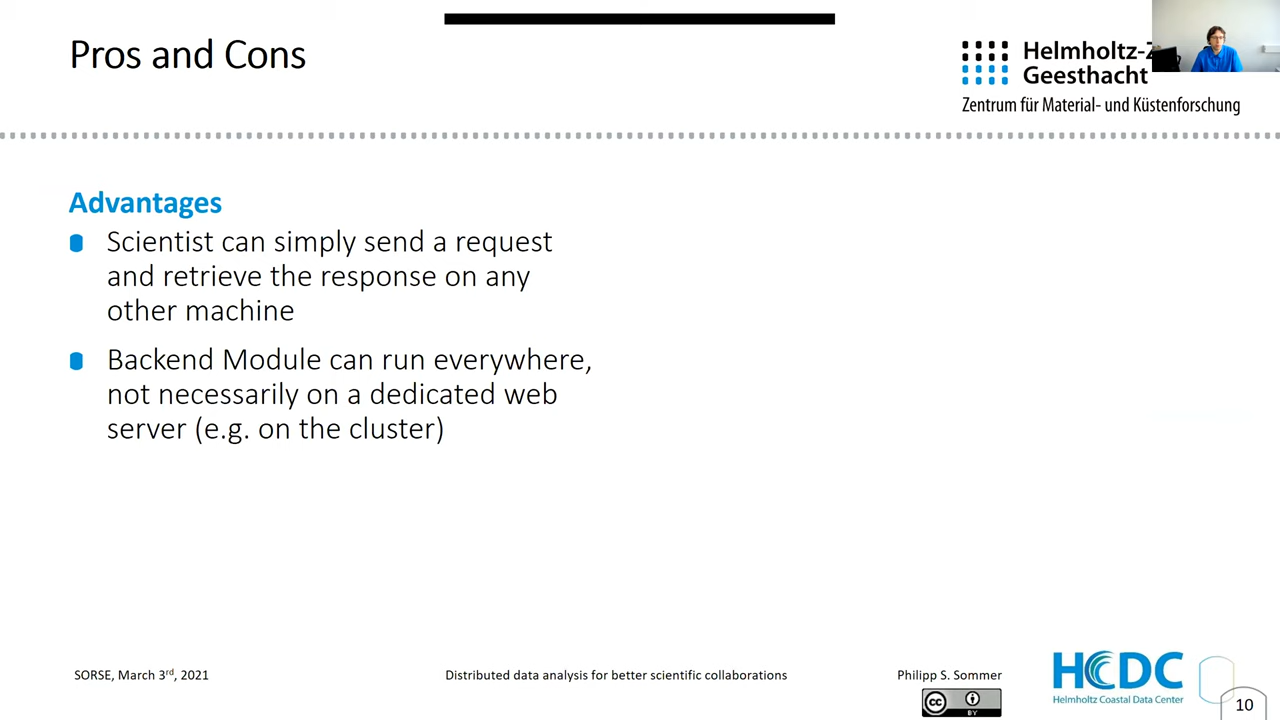 Pros and Cons
Helmholtz-
Geesthacht
Zentrum für Material- und Küstenforschung
Advantages
Scientist can simply send a request
and retrieve the response on any
other machine
Backend Module can run everywhere,
not necessarily on a dedicated web
server (e.g. on the cluster)
SORSE, March 3rd, 2021
Distributed data analysis for better scientific collaborations
Philipp S. Sommer
cc
BY
HCDC
Helmholtz Coastal Data Center
10